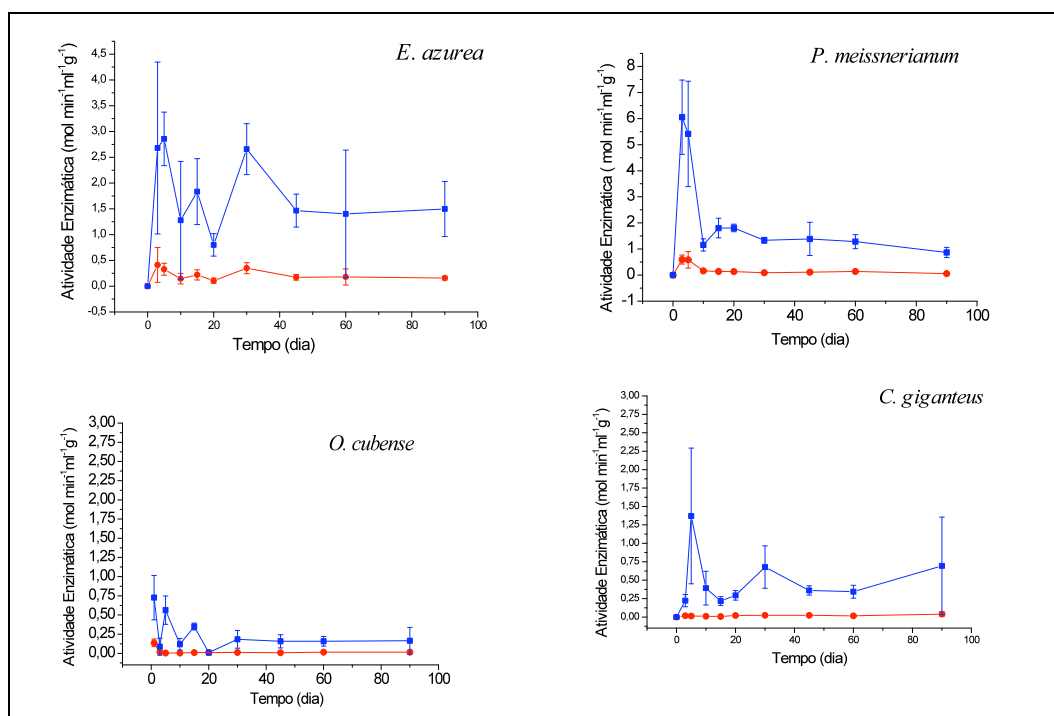 E. azurea
Atividade Enzimática (mol min⁻¹ml⁻¹g⁻¹)
4,5
4,0
3,5
3,0
2,5
2,0
1,5
1,0
0,5
0,0
-0,5
0 20 40 60 80 100
Tempo (dia)
P. meissnerianum
Atividade Enzimática ( mol min⁻¹ml⁻¹g⁻¹)
8
7
6
5
4
3
2
1
0
-1
0 20 40 60 80 100
Tempo (dia)
O. cubense
Atividade Enzimática (mol min⁻¹ml⁻¹g⁻¹)
3,00
2,75
2,50
2,25
2,00
1,75
1,50
1,25
1,00
0,75
0,50
0,25
0,00
0 20 40 60 80 100
Tempo (dia)
C. giganteus
Atividade Enzimática (mol min⁻¹ml⁻¹g⁻¹)
3,00
2,75
2,50
2,25
2,00
1,75
1,50
1,25
1,00
0,75
0,50
0,25
0,00
0 20 40 60 80 100
Tempo (dia)